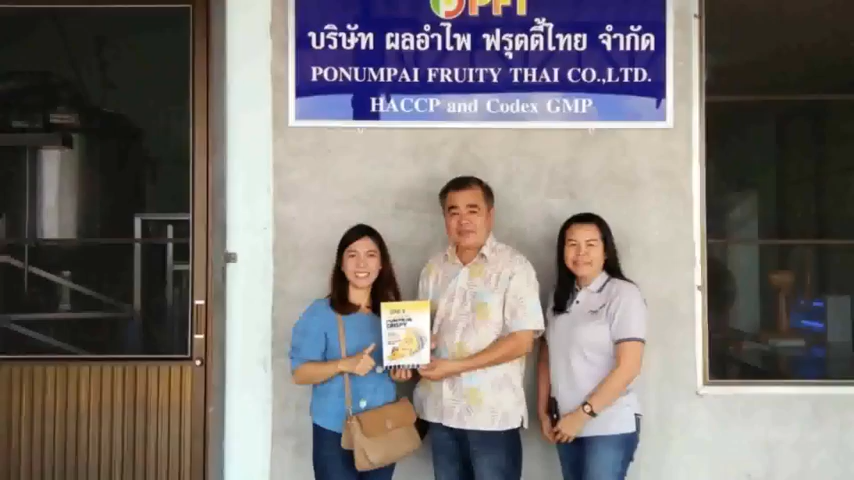 PFT
บริษัท ผลอำไพ ฟรุตตี้ไทย จำกัด
PONUMPAI FRUITY THAI CO.,LTD.
HACCP and Codex GMP
CRISPY